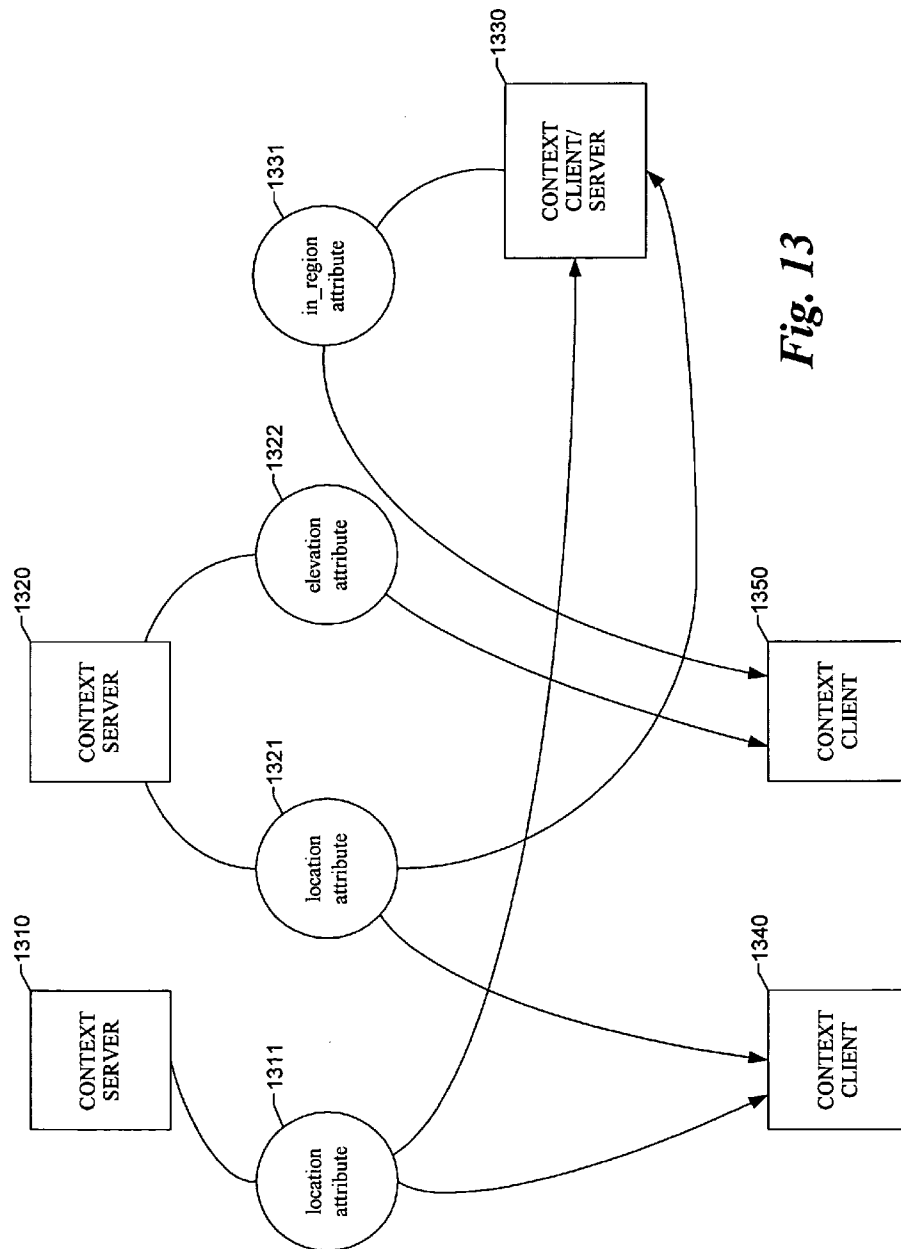 1310
CONTEXT
SERVER
1320
CONTEXT
SERVER
1311
location
attribute
1321
location
attribute
1322
elevation
attribute
1331
in_region
attribute
1330
CONTEXT
CLIENT/
SERVER
1340
CONTEXT
CLIENT
1350
CONTEXT
CLIENT
Fig. 13